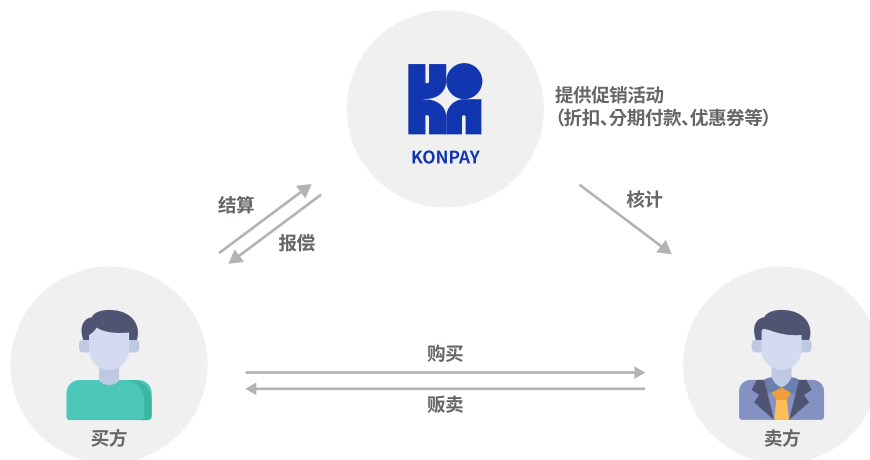 KONPAY
提供促销活动
（折扣、分期付款、优惠券等）
结算
报偿
核计
购买
贩卖
买方
卖方